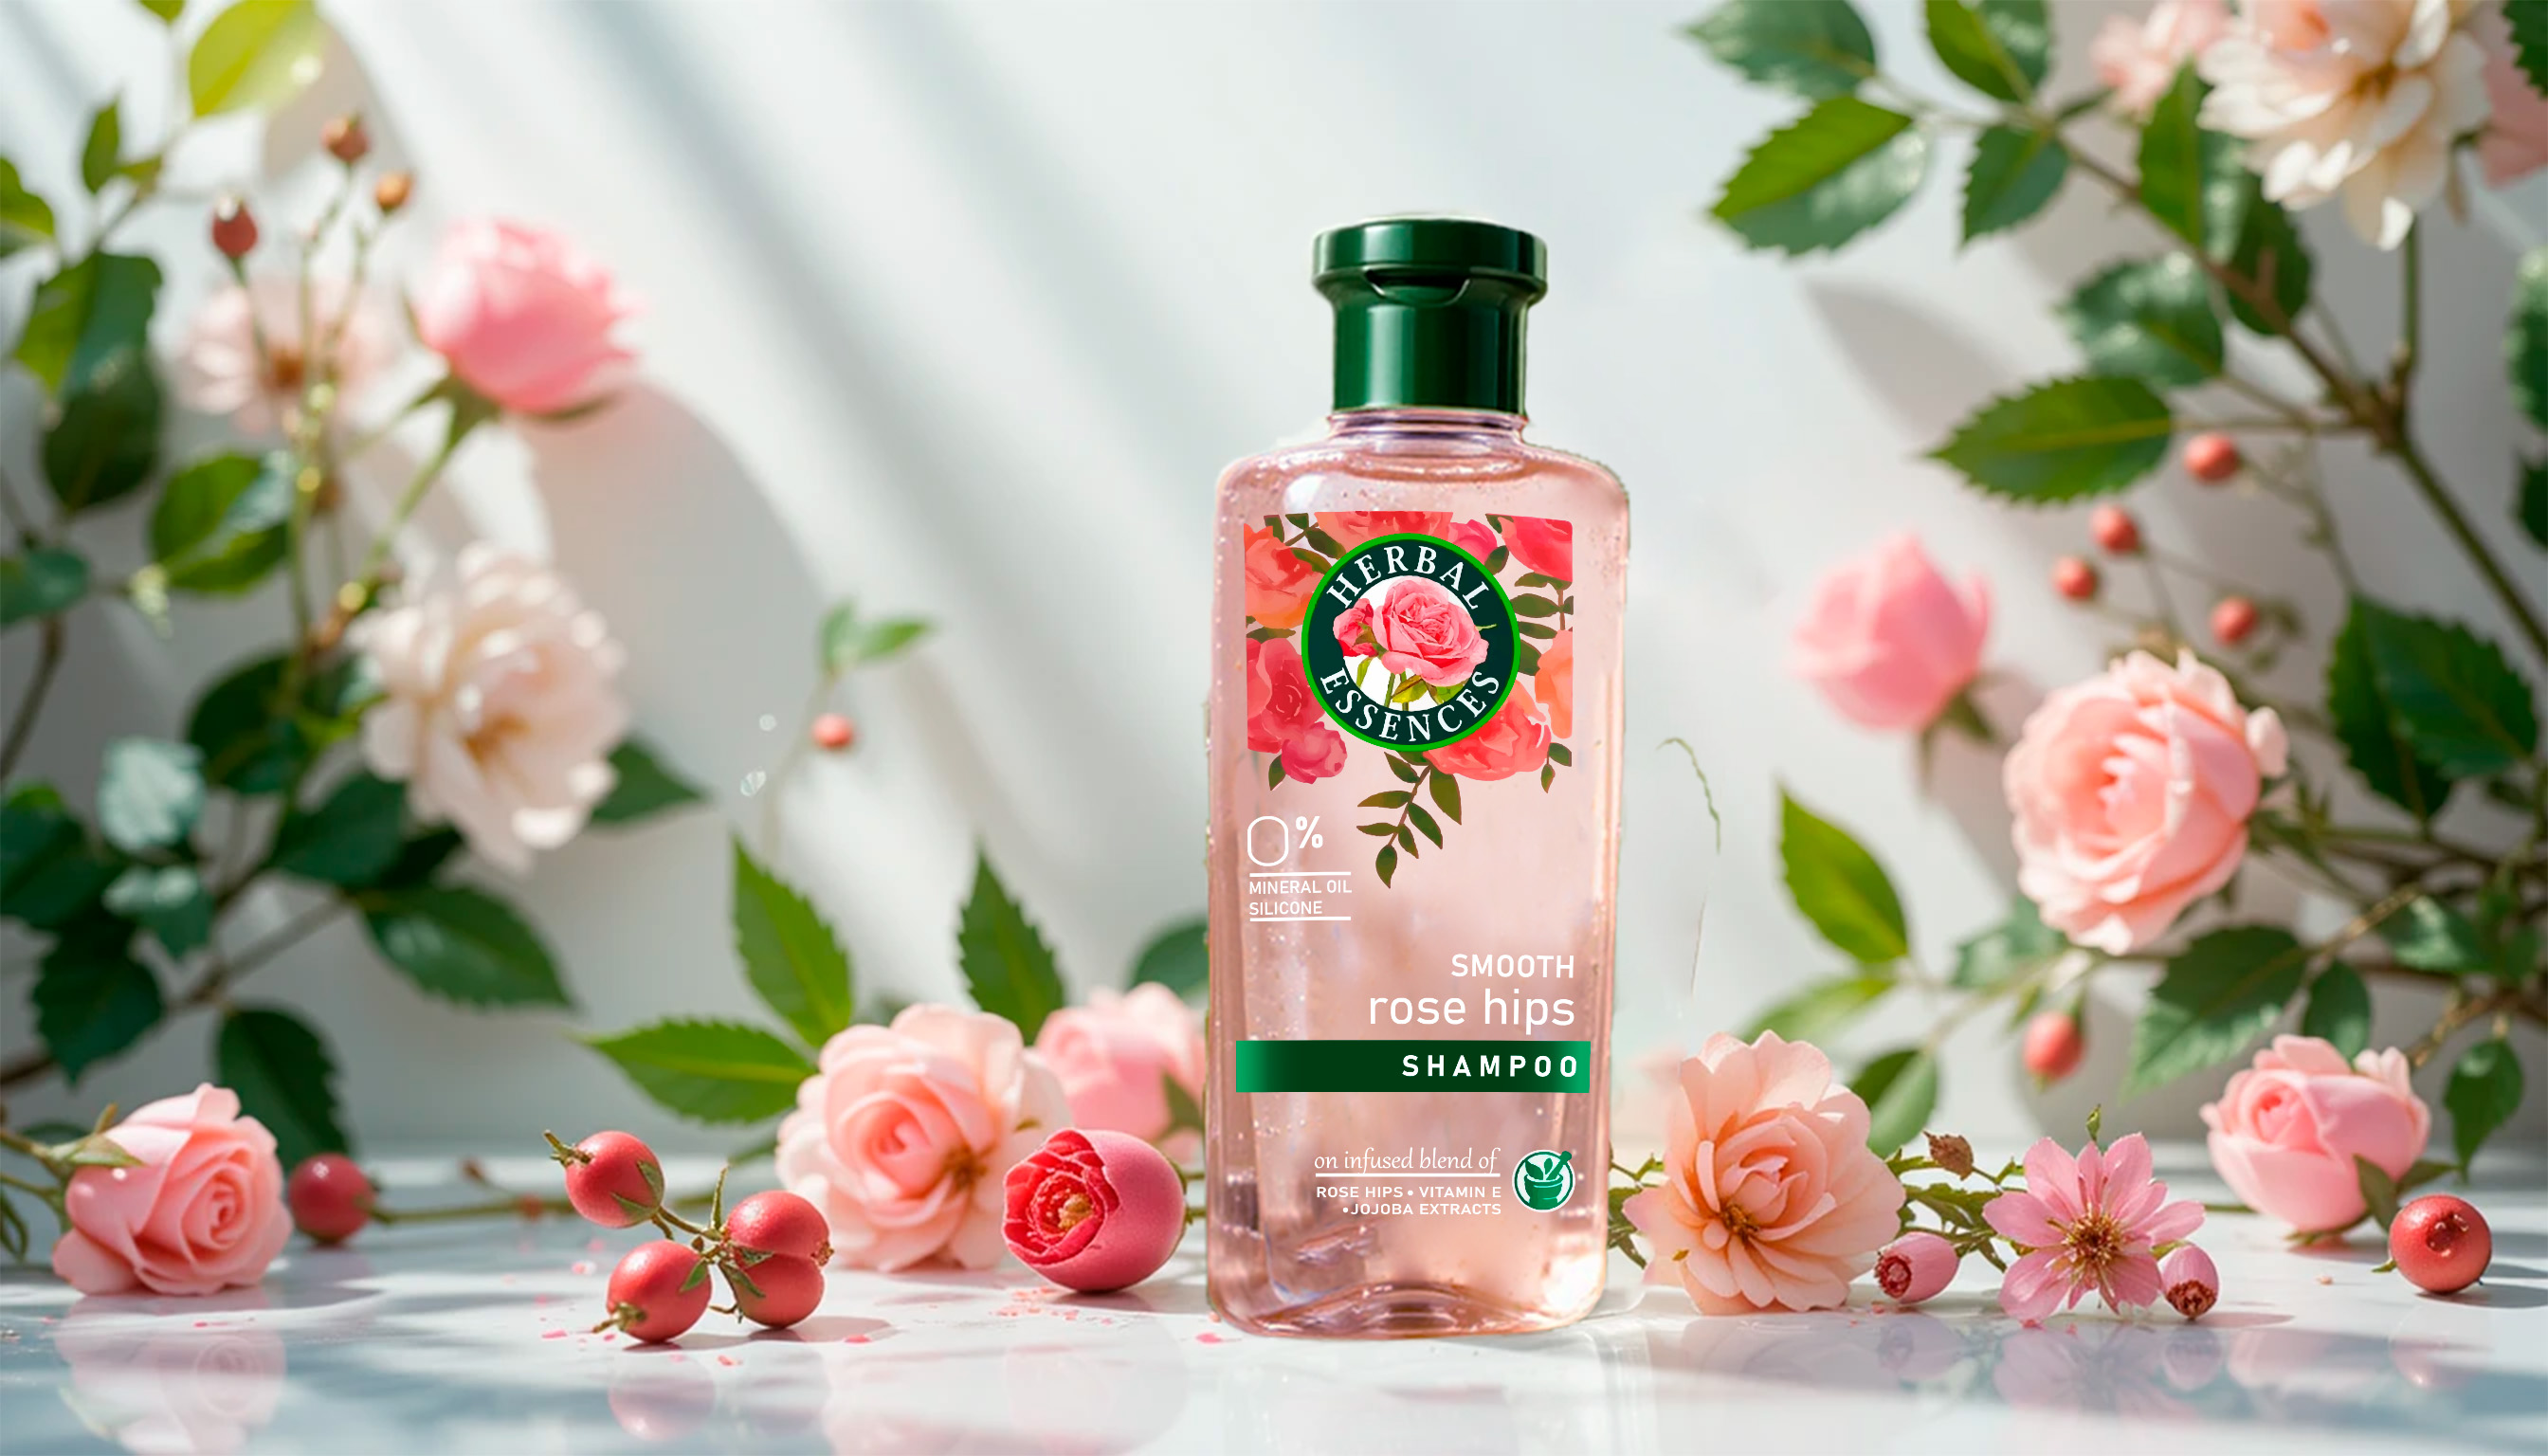 HERBAL
ESSENCES
0%
MINERAL OIL
SILICONE
SMOOTH
rose hips
SHAMPOO
on infused blend of
ROSE HIPS • VITAMIN E
•JOJOBA EXTRACTS